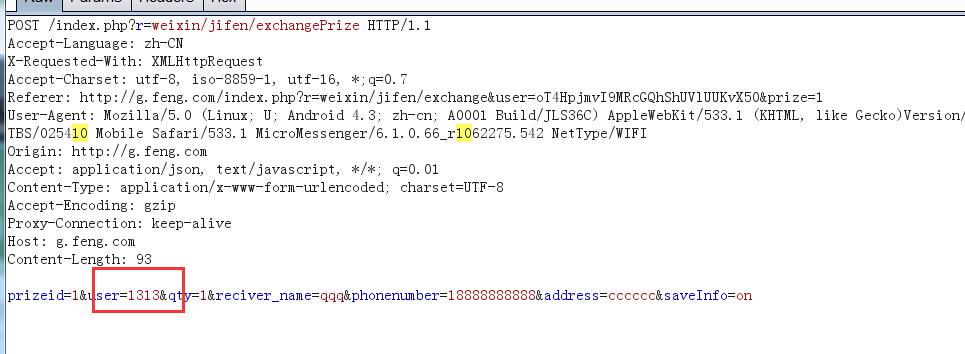 Raw Params Headers Hex
POST /index.php?r=weixin/jifen/exchangePrize HTTP/1.1
Accept-Language: zh-CN
X-Requested-With: XMLHttpRequest
Accept-Charset: utf-8, iso-8859-1, utf-16, *;q=0.7
Referer: http://g.feng.com/index.php?r=weixin/jifen/exchange&user=oT4HpjmvI9MRcGQhShUVlUUKvX50&prize=1
User-Agent: Mozilla/5.0 (Linux; U; Android 4.3; zh-cn; A0001 Build/JLS36C) AppleWebKit/533.1 (KHTML, like Gecko)Version/
TBS/025410 Mobile Safari/533.1 MicroMessenger/6.1.0.66_r1062275.542 NetType/WIFI
Origin: http://g.feng.com
Accept: application/json, text/javascript, */*; q=0.01
Content-Type: application/x-www-form-urlencoded; charset=UTF-8
Accept-Encoding: gzip
Proxy-Connection: keep-alive
Host: g.feng.com
Content-Length: 93
prizeid=1&user=1313&qty=1&reciver_name=qqq&phonenumber=18888888888&address=cccccc&saveInfo=on